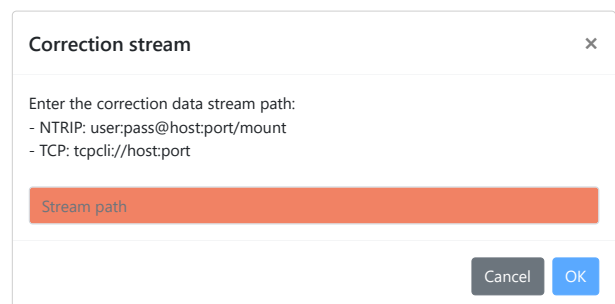 Correction stream ×
Enter the correction data stream path:
- NTRIP: user:pass@host:port/mount
- TCP: tcpcli://host:port
Stream path
Cancel OK